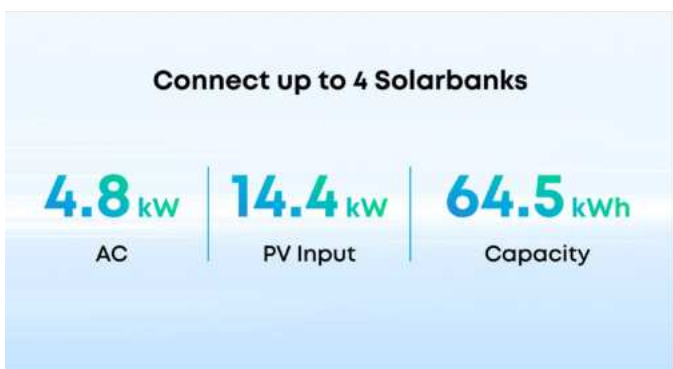 Connect up to 4 Solarbanks
4.8 kW
AC
14.4 kW
PV Input
64.5 kWh
Capacity